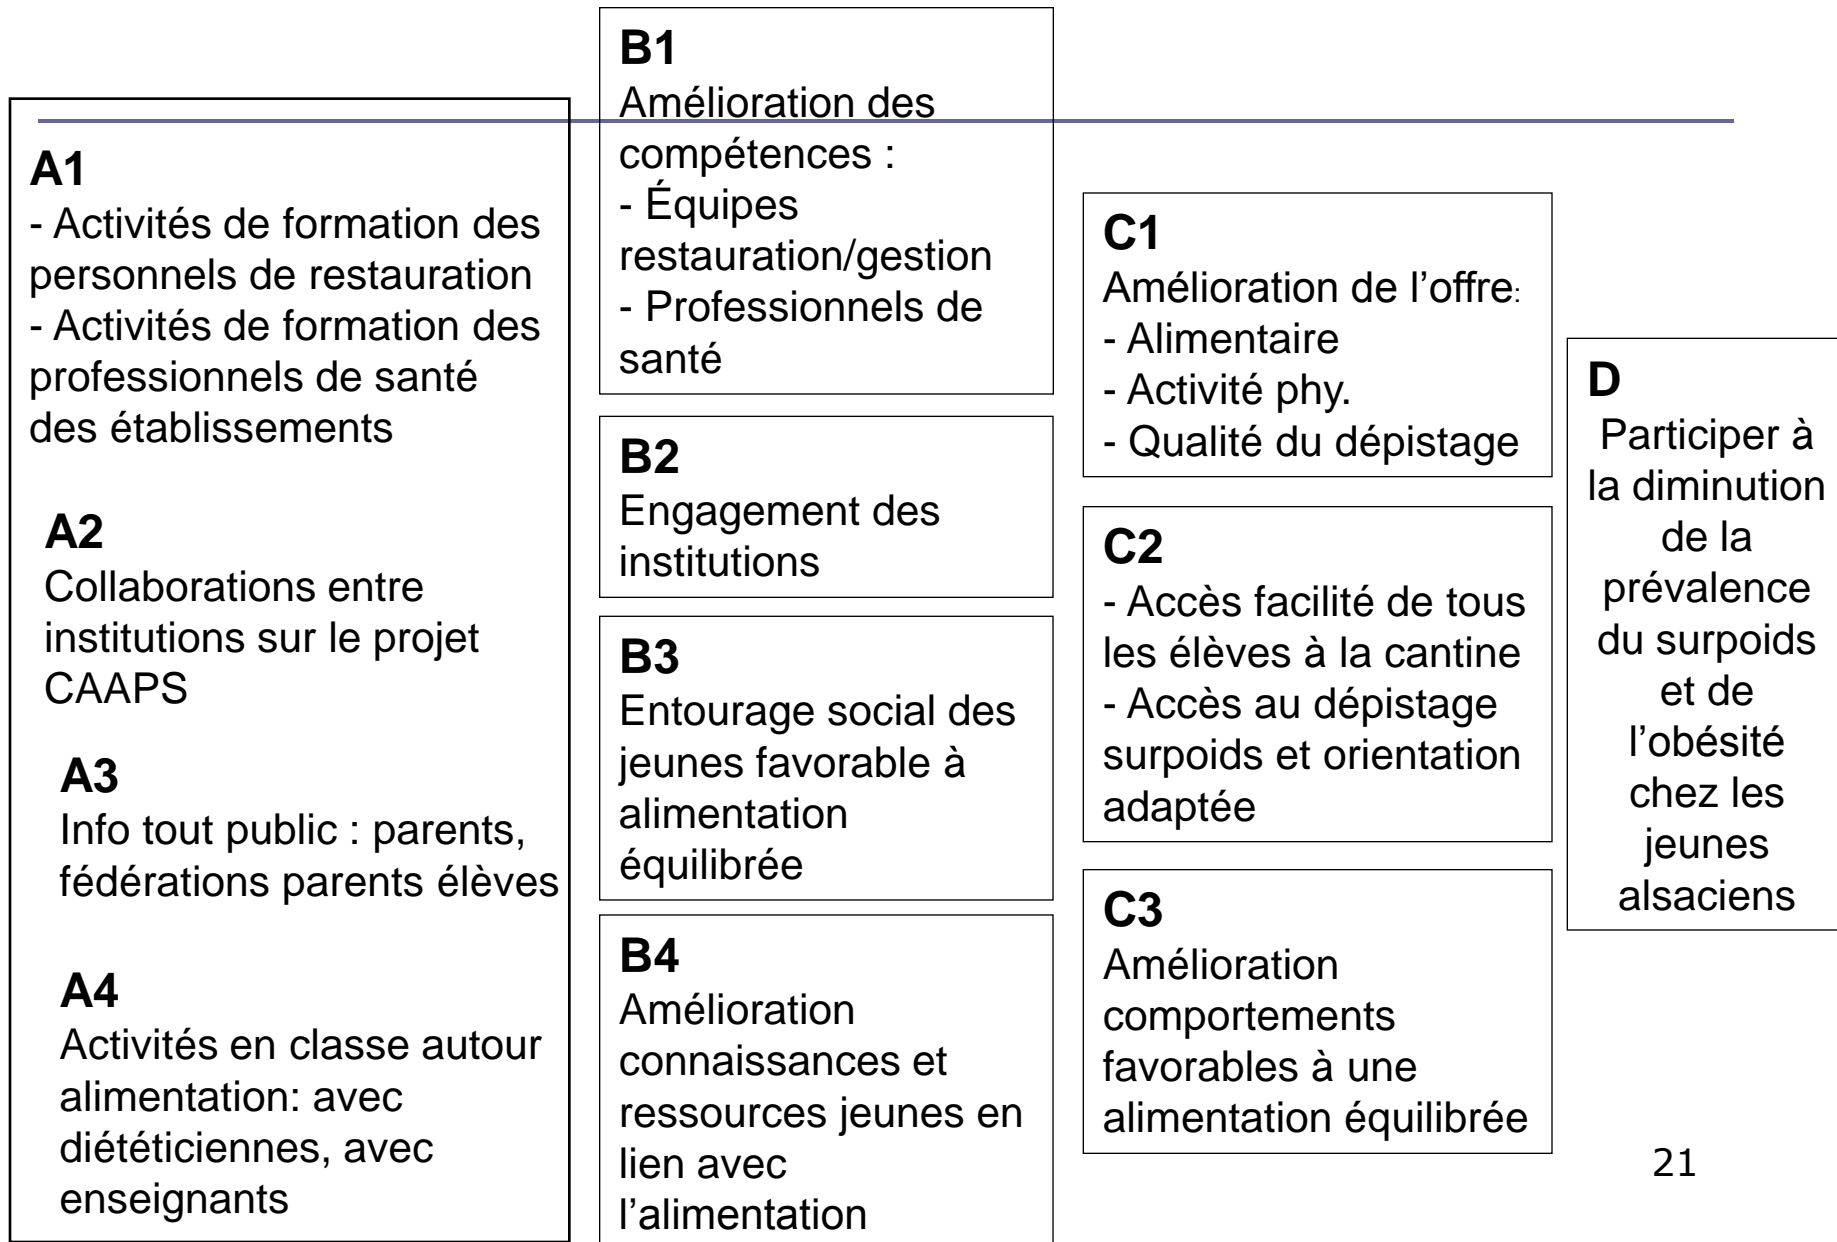 A1
- Activités de formation des
personnels de restauration
- Activités de formation des
professionnels de santé
des établissements
A2
Collaborations entre
institutions sur le projet
CAAPS
A3
Info tout public : parents,
fédérations parents élèves
A4
Activités en classe autour
alimentation: avec
diététiciennes, avec
enseignants
B1
Amélioration des
compétences :
- Équipes
restauration/gestion
- Professionnels de
santé
B2
Engagement des
institutions
B3
Entourage social des
jeunes favorable à
alimentation
équilibrée
B4
Amélioration
connaissances et
ressources jeunes en
lien avec
l’alimentation
C1
Amélioration de l’offre:
- Alimentaire
- Activité phy.
- Qualité du dépistage
C2
- Accès facilité de tous
les élèves à la cantine
- Accès au dépistage
surpoids et orientation
adaptée
C3
Amélioration
comportements
favorables à une
alimentation équilibrée
D
Participer à
la diminution
de la
prévalence
du surpoids
et de
l’obésité
chez les
jeunes
alsaciens
21